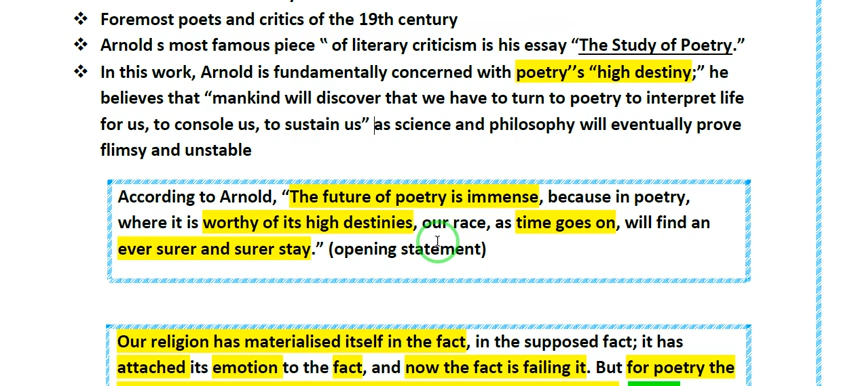 ❖ Foremost poets and critics of the 19th century
❖ Arnold s most famous piece ‟ of literary criticism is his essay “The Study of Poetry.”
❖ In this work, Arnold is fundamentally concerned with poetry’’s “high destiny;” he
believes that “mankind will discover that we have to turn to poetry to interpret life
for us, to console us, to sustain us” as science and philosophy will eventually prove
flimsy and unstable
According to Arnold, “The future of poetry is immense, because in poetry,
where it is worthy of its high destinies, our race, as time goes on, will find an
ever surer and surer stay.” (opening statement)
Our religion has materialised itself in the fact, in the supposed fact; it has
attached its emotion to the fact, and now the fact is failing it. But for poetry the